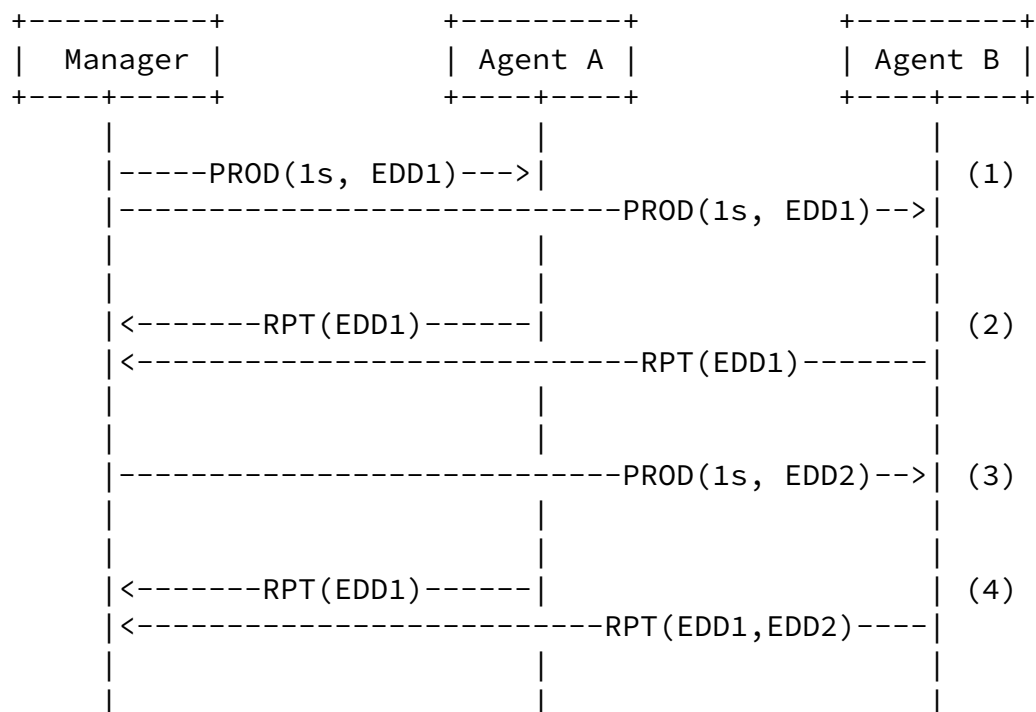 Manager Agent A Agent B
PROD(1s, EDD1) (1)
PROD(1s, EDD1)
RPT(EDD1) (2)
RPT(EDD1)
PROD(1s, EDD2) (3)
RPT(EDD1) (4)
RPT(EDD1,EDD2)